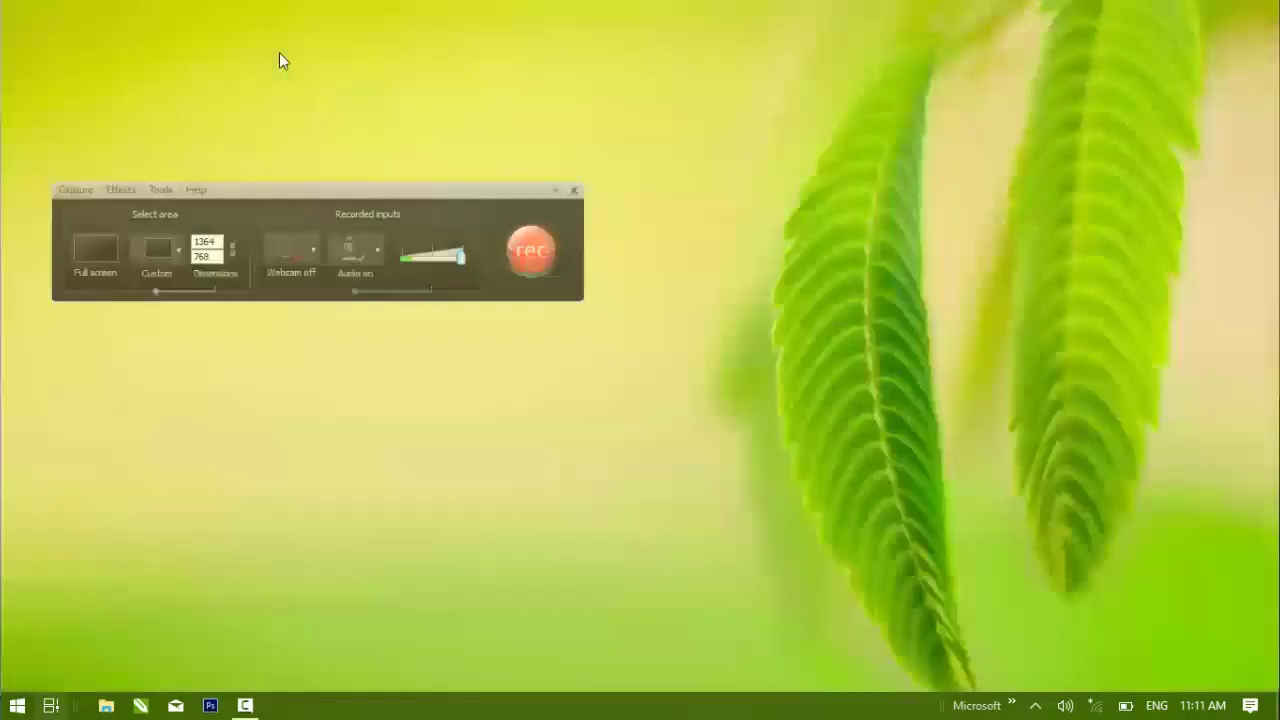 Capture Effects Tools Help
Select area
Recorded inputs
1364
768
rec
Full screen
Custom
Dimensions
Webcam off
Audio on
Ps
C
Microsoft
ENG
11:11 AM